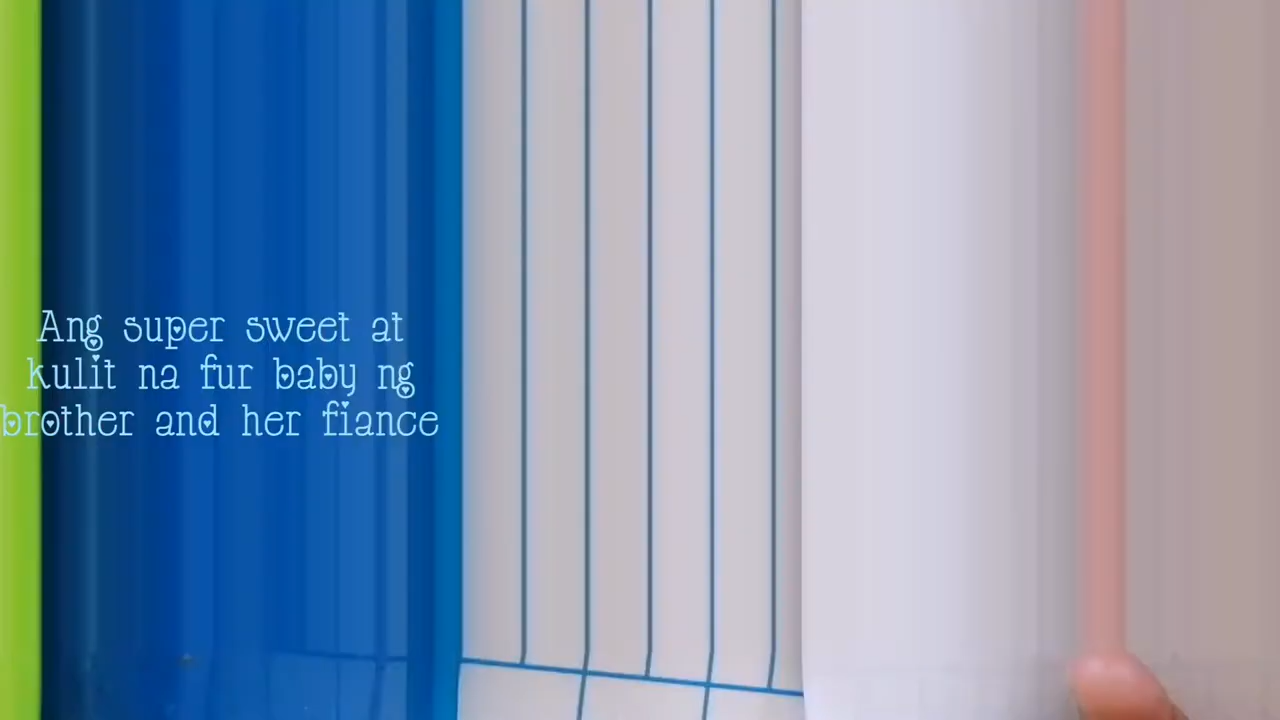 Ang super sweet at
kulit na fur baby ng
brother and her fiance